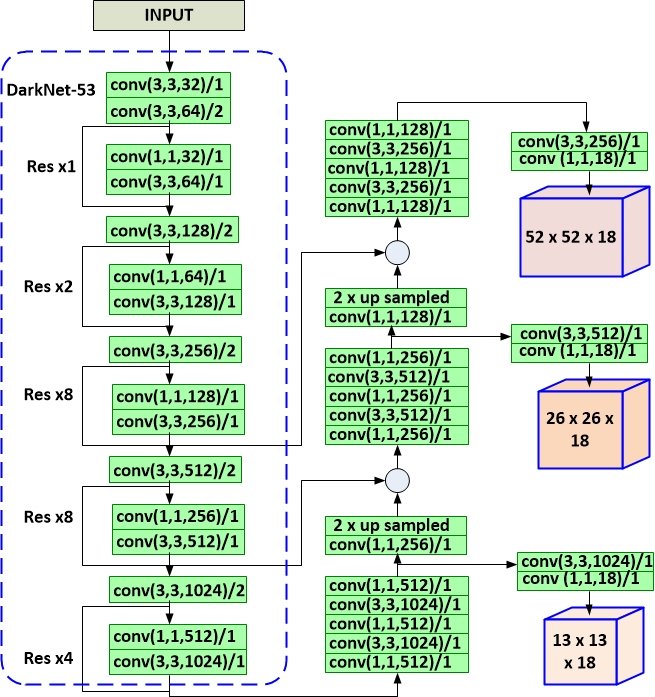 INPUT
DarkNet-53
conv(3,3,32)/1
conv(3,3,64)/2
Res x1
conv(1,1,32)/1
conv(3,3,64)/1
conv(3,3,128)/2
Res x2
conv(1,1,64)/1
conv(3,3,128)/1
conv(3,3,256)/2
Res x8
conv(1,1,128)/1
conv(3,3,256)/1
conv(3,3,512)/2
Res x8
conv(1,1,256)/1
conv(3,3,512)/1
conv(3,3,1024)/2
Res x4
conv(1,1,512)/1
conv(3,3,1024)/1
conv(1,1,128)/1
conv(3,3,256)/1
conv(1,1,128)/1
conv(3,3,256)/1
conv(1,1,128)/1
2 x up sampled
conv(1,1,128)/1
conv(1,1,256)/1
conv(3,3,512)/1
conv(1,1,256)/1
conv(3,3,512)/1
conv(1,1,256)/1
2 x up sampled
conv(1,1,256)/1
conv(1,1,512)/1
conv(3,3,1024)/1
conv(1,1,512)/1
conv(3,3,1024)/1
conv(1,1,512)/1
conv(3,3,256)/1
conv (1,1,18)/1
52 x 52 x 18
conv(3,3,512)/1
conv (1,1,18)/1
26 x 26 x
18
conv(3,3,1024)/1
conv (1,1,18)/1
13 x 13
x 18